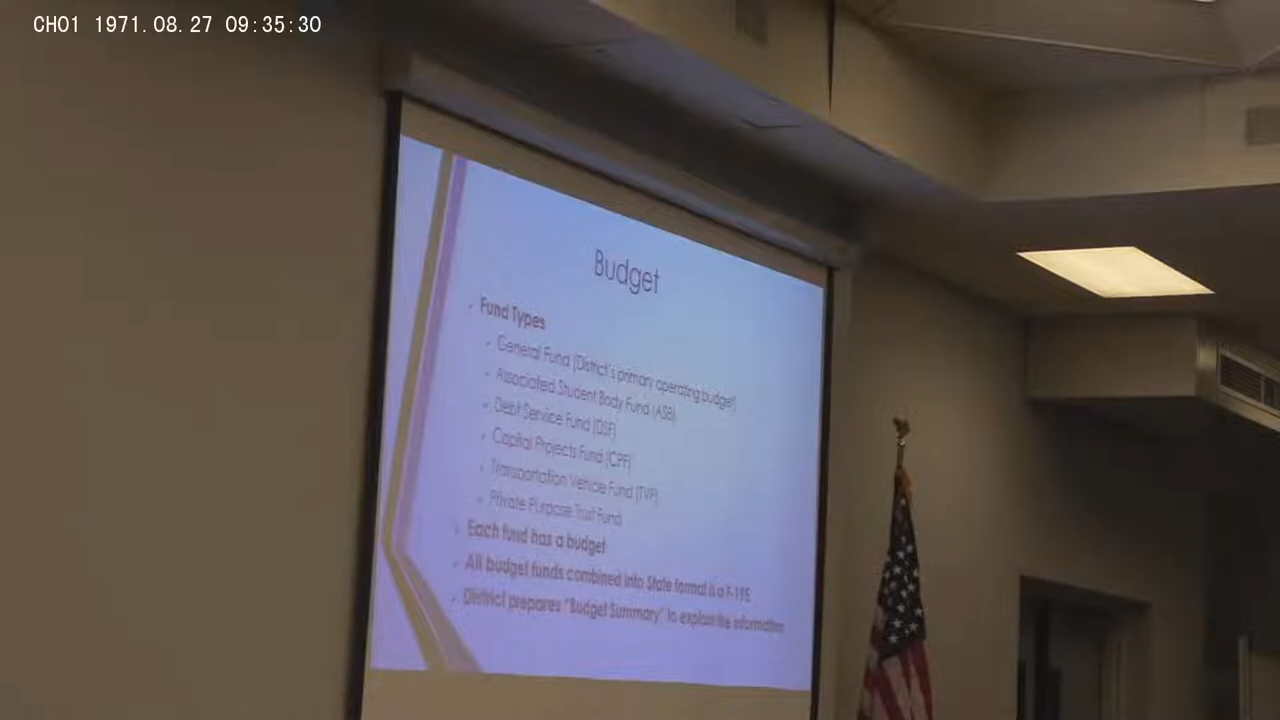 CH01 1971.08.27 09:35:30
Budget
Fund Types
General Fund (District's primary operating budget)
Associated Student Body Fund (ASB)
Debt Service Fund (DSF)
Capital Projects Fund (CPF)
Transportation Vehicle Fund (TVF)
Private Purpose Trust Fund
Each fund has a budget
All budget funds combined into State format is a F-195
District prepares "Budget Summary" to explain the information